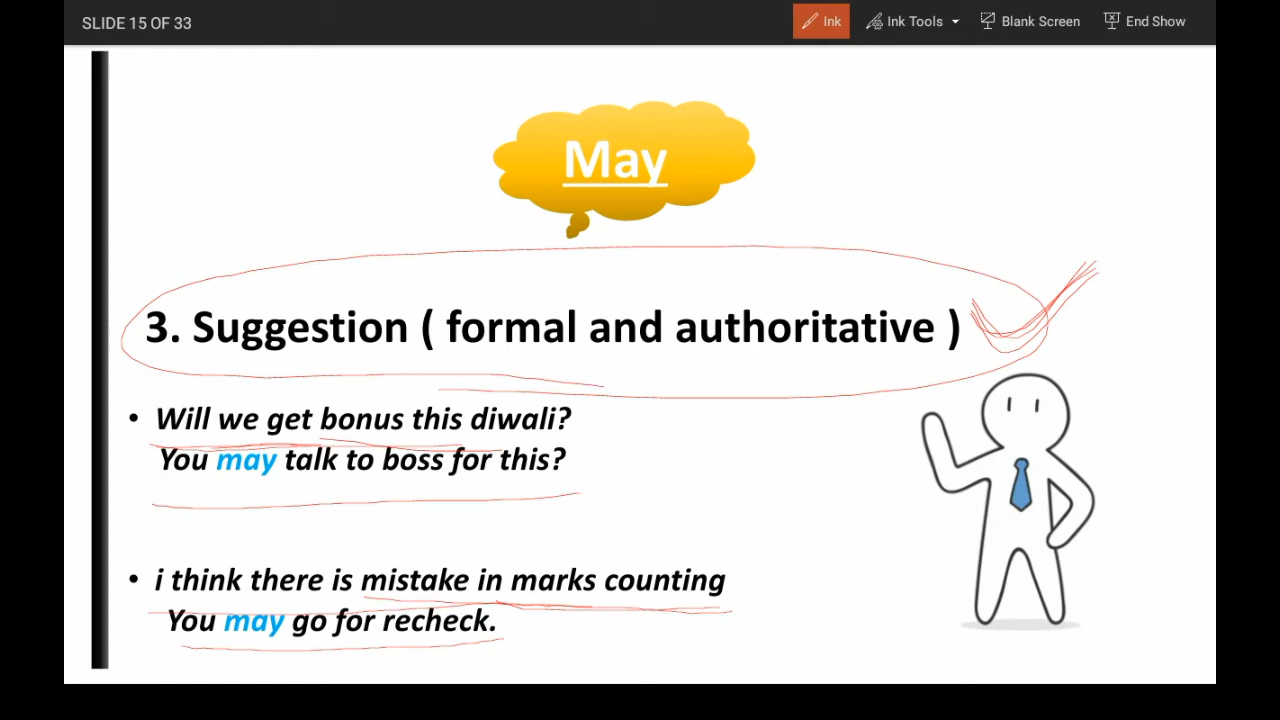 SLIDE 15 OF 33
Ink
Ink Tools
Blank Screen
End Show
May
3. Suggestion ( formal and authoritative )
• Will we get bonus this diwali?
You may talk to boss for this?
• i think there is mistake in marks counting
You may go for recheck.